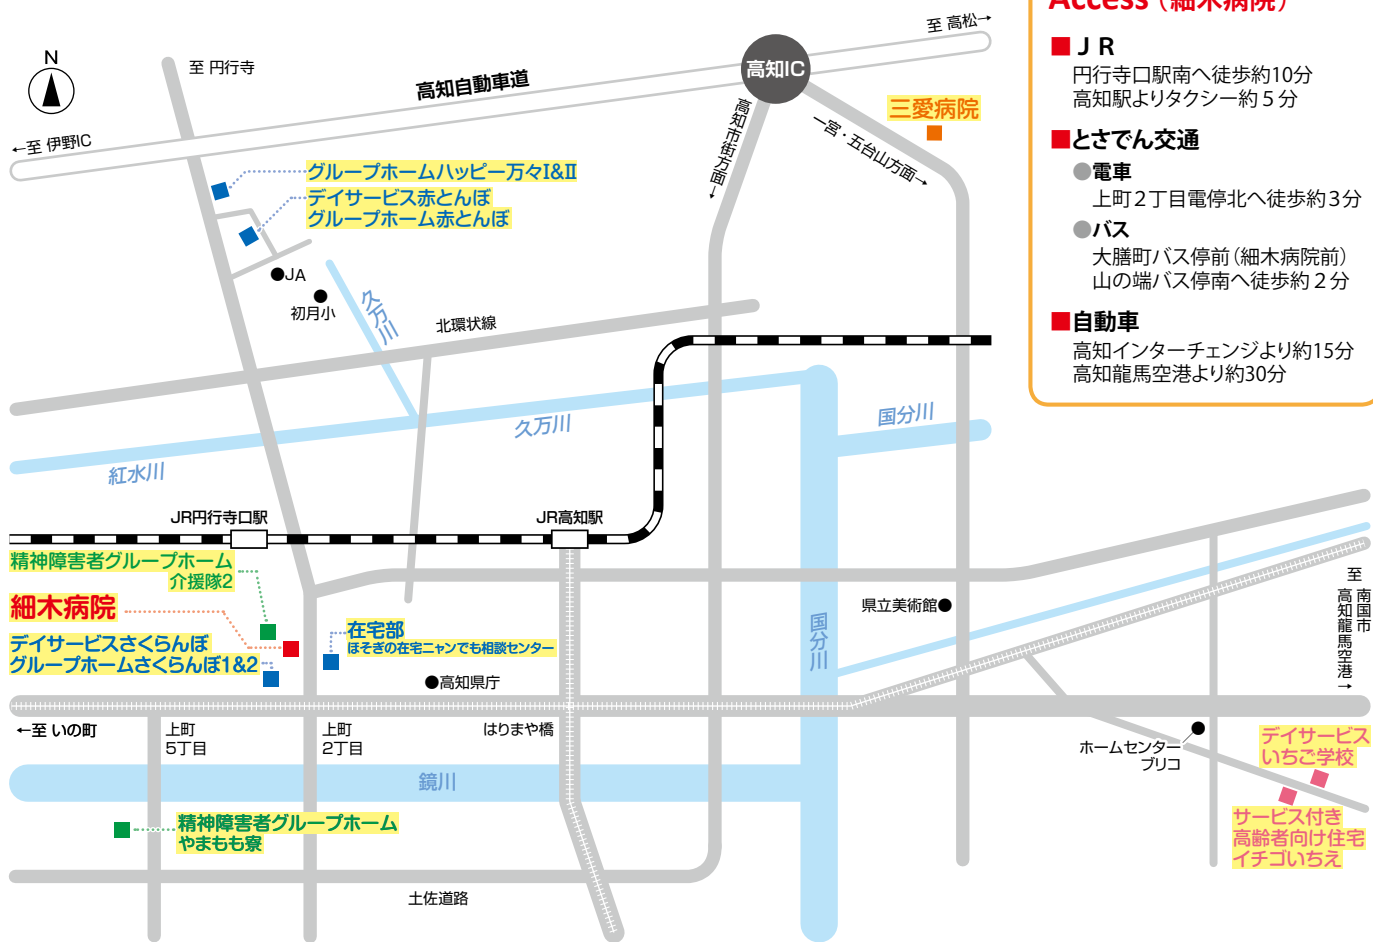 Access（細木病院）
■ＪＲ
円行寺口駅南へ徒歩約10分
高知駅よりタクシー約５分
■とさでん交通
●電車
上町２丁目電停北へ徒歩約3分
●バス
大膳町バス停前（細木病院前）
山の端バス停南へ徒歩約２分
■自動車
高知インターチェンジより約15分
高知龍馬空港より約30分
N
至 円行寺
高知自動車道
高知IC
至 高松→
←至 伊野IC
三愛病院
高知市街方面→
一宮・五台山方面→
グループホームハッピー万々I&II
デイサービス赤とんぼ
グループホーム赤とんぼ
●JA
初月小
久万川
北環状線
久万川
国分川
紅水川
JR円行寺口駅
JR高知駅
精神障害者グループホーム
介援隊2
細木病院
デイサービスさくらんぼ
グループホームさくらんぼ1&2
在宅部
ほそぎの在宅ニャンでも相談センター
●高知県庁
県立美術館●
国分川
至 南国市
高知龍馬空港→
←至 いの町
上町
5丁目
上町
2丁目
はりまや橋
鏡川
ホームセンター
ブリコ
デイサービス
いちご学校
サービス付き
高齢者向け住宅
イチゴいちえ
精神障害者グループホーム
やまもも寮
土佐道路